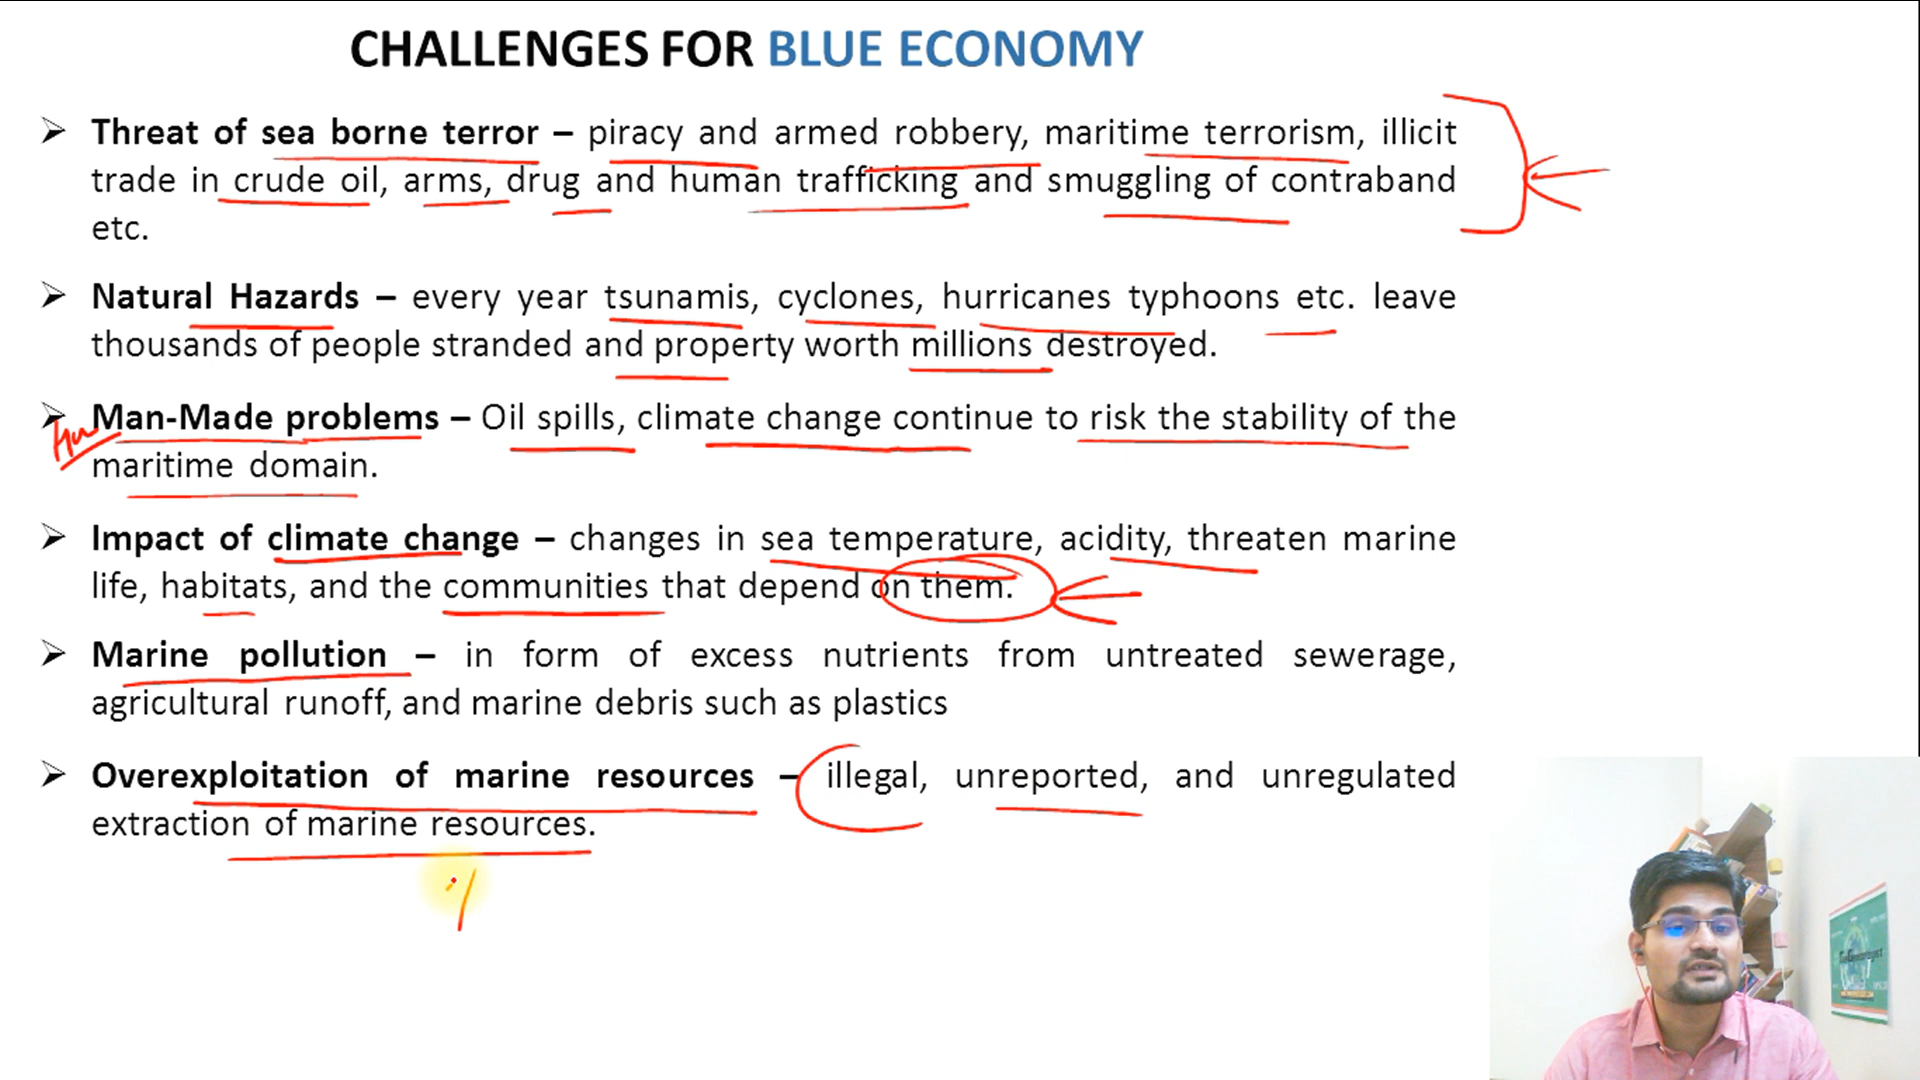 CHALLENGES FOR BLUE ECONOMY
➢ Threat of sea borne terror – piracy and armed robbery, maritime terrorism, illicit
trade in crude oil, arms, drug and human trafficking and smuggling of contraband
etc.
➢ Natural Hazards – every year tsunamis, cyclones, hurricanes typhoons etc. leave
thousands of people stranded and property worth millions destroyed.
➢ Man-Made problems – Oil spills, climate change continue to risk the stability of the
maritime domain.
➢ Impact of climate change – changes in sea temperature, acidity, threaten marine
life, habitats, and the communities that depend on them.
➢ Marine pollution – in form of excess nutrients from untreated sewerage,
agricultural runoff, and marine debris such as plastics
➢ Overexploitation of marine resources – illegal, unreported, and unregulated
extraction of marine resources.